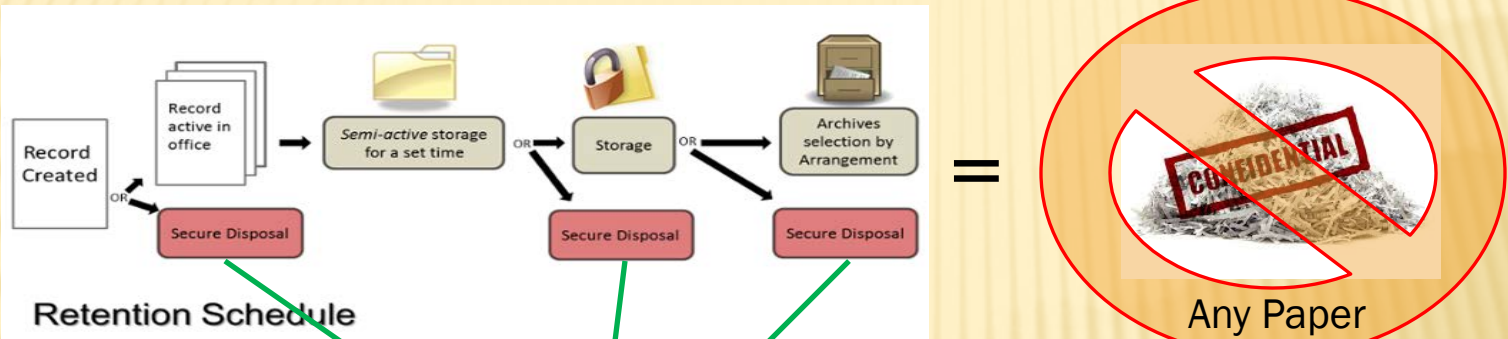 Record
Created
OR
Record
active in
office
Secure Disposal
Semi-active storage
for a set time
OR
Storage
Secure Disposal
OR
Archives
selection by
Arrangement
Secure Disposal
Retention Schedule
=
CONFIDENTIAL
Any Paper